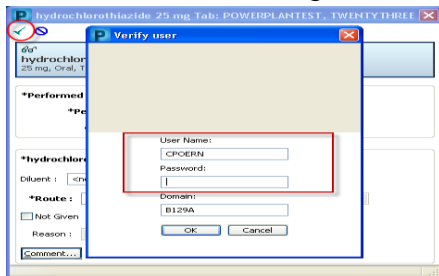 hydrochlorothiazide 25 mg Tab: POWERPLANTEST, TWENTYTHREE
Verify user
hydrochlor
25 mg, Oral, T
*Performed
*Pe
User Name:
CPOERN
Password:
*hydrochlor
Diluent : <n
Domain:
*Route :
B129A
Not Given
OK Cancel
Reason :
Comment...